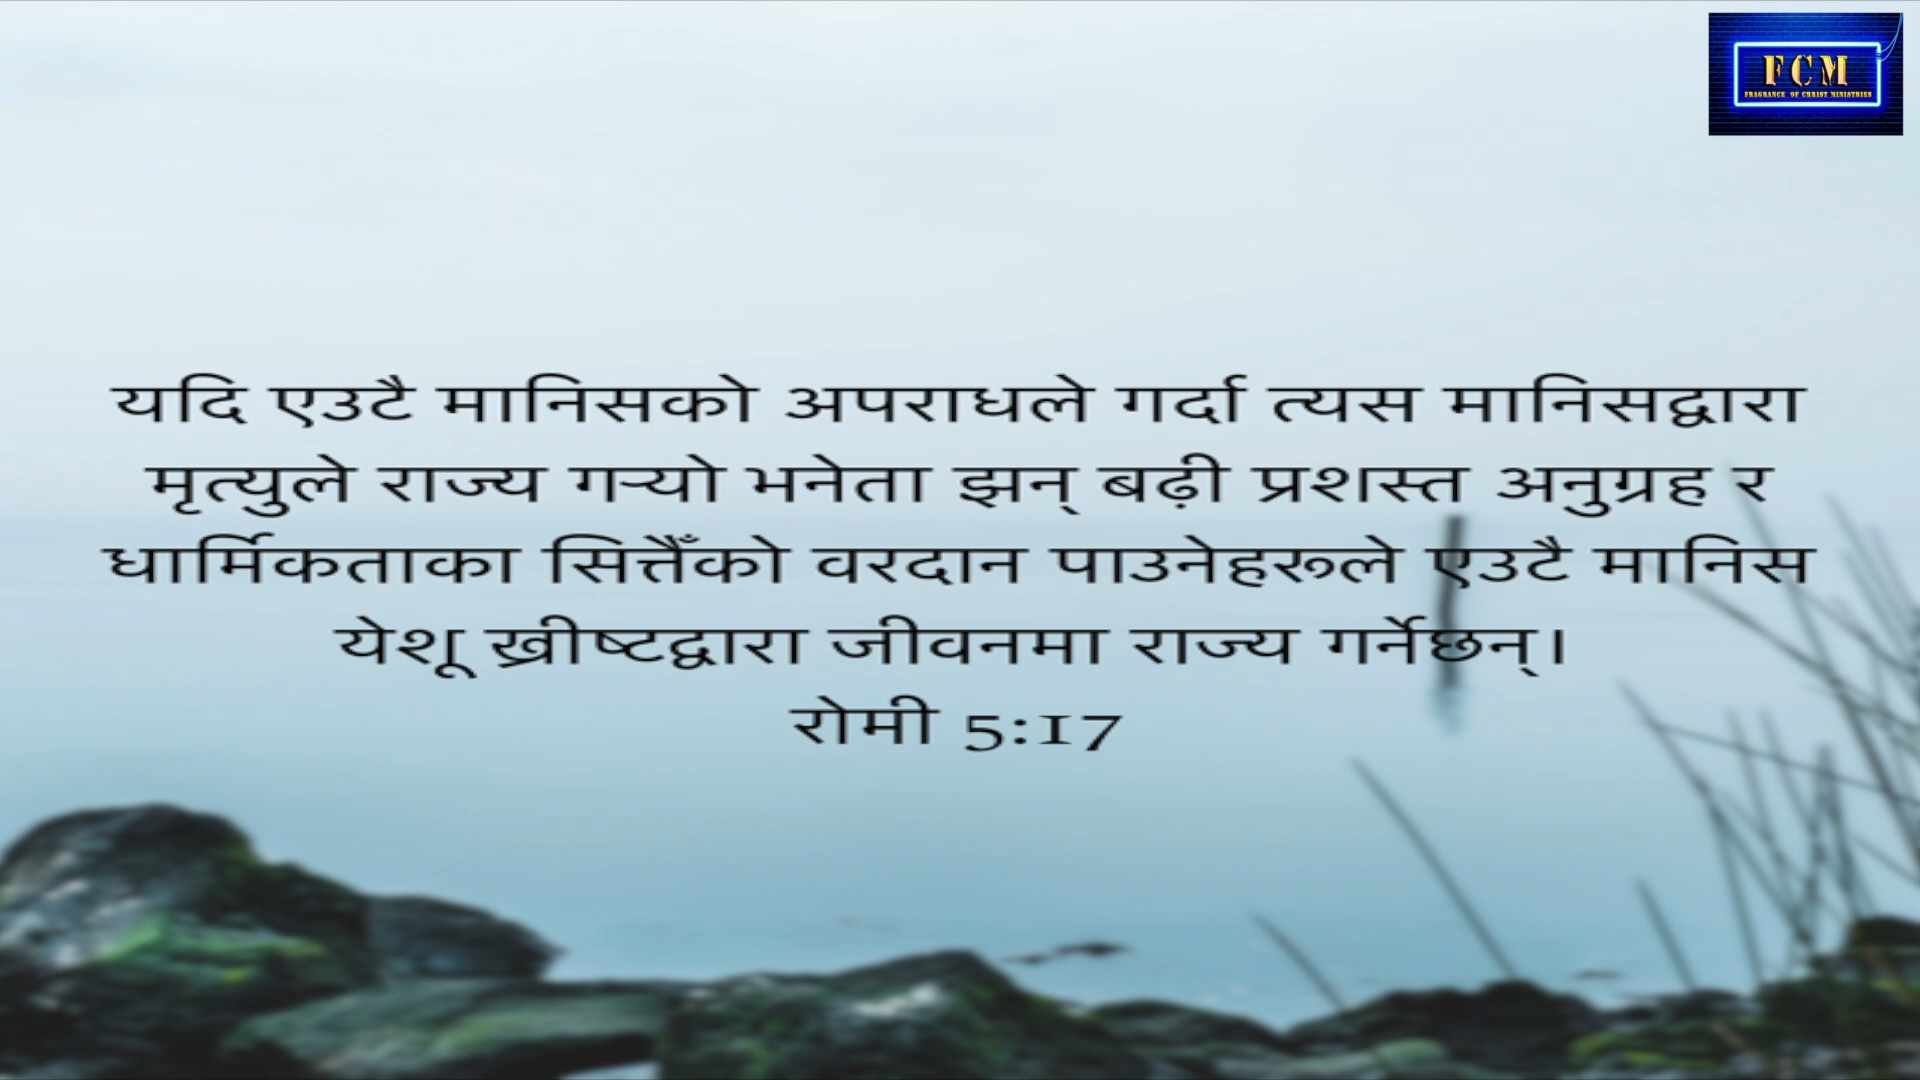 FCM
FRAGRANCE OF CHRIST MINISTRIES
यदि एउटै मानिसको अपराधले गर्दा त्यस मानिसद्वारा
मृत्युले राज्य गर्‍यो भनेता झन् बढ़ी प्रशस्त अनुग्रह र
धार्मिकताका सित्तैँको वरदान पाउनेहरूले एउटै मानिस
येशू ख्रीष्टद्वारा जीवनमा राज्य गर्नेछन्।
रोमी 5:17